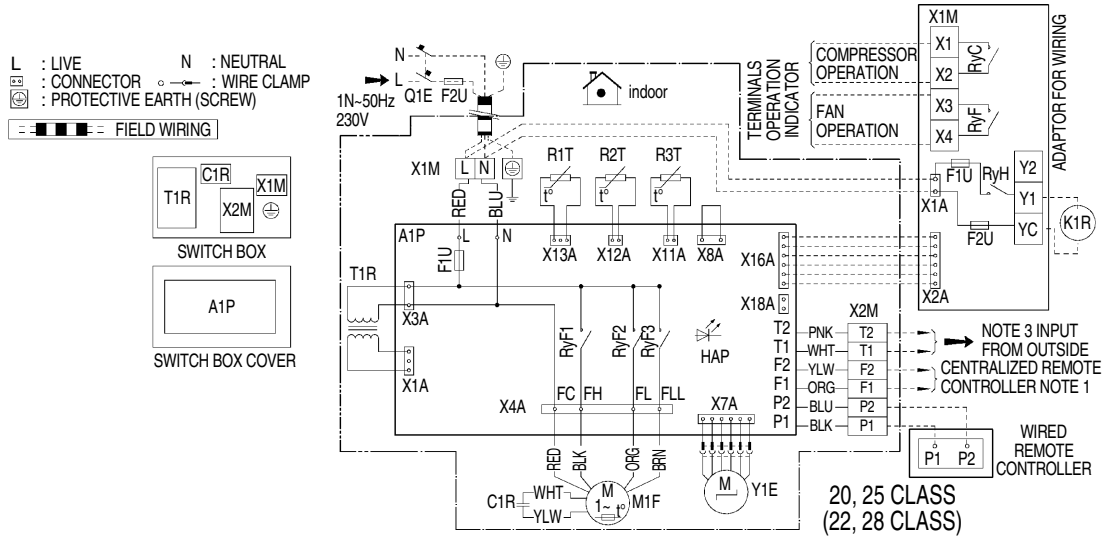 L : LIVE N : NEUTRAL
: CONNECTOR : WIRE CLAMP
: PROTECTIVE EARTH (SCREW)
FIELD WIRING
T1R
C1R
X2M
X1M
SWITCH BOX
A1P
SWITCH BOX COVER
N
L
Q1E F2U
1N~50Hz
230V
indoor
TERMINALS
OPERATION
INDICATOR
COMPRESSOR
OPERATION
FAN
OPERATION
X1M
X1
X2
X3
X4
RyC
RyF
ADAPTOR FOR WIRING
F1U
RyH
X1A
F2U
Y2
Y1
YC
K1R
X2A
X1M L N
RED
BLU
R1T R2T R3T
t° t° t°
A1P
L N
F1U
X13A X12A X11A X8A
X16A
X18A
T1R
X3A
X1A
RyF1 RyF2 RyF3
HAP
X4A
FC FH FL FLL
X7A
X2M
T2 PNK T2
T1 WHT T1
F2 YLW F2
F1 ORG F1
P2 BLU P2
P1 BLK P1
NOTE 3 INPUT
FROM OUTSIDE
CENTRALIZED REMOTE
CONTROLLER NOTE 1
P1 P2
WIRED
REMOTE
CONTROLLER
RED
BLK
ORG
BRN
C1R
WHT
YLW
M
1~ t°
M1F
M
Y1E
20, 25 CLASS
(22, 28 CLASS)